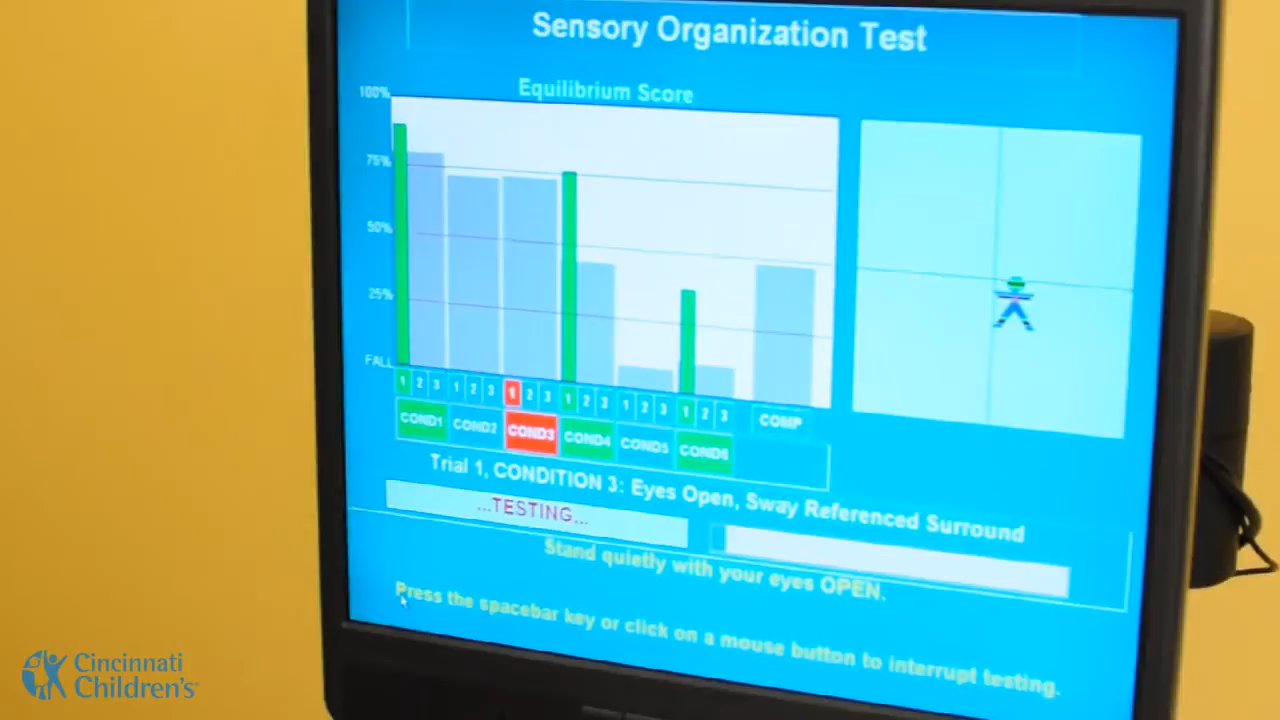 Sensory Organization Test
Equilibrium Score
100%
75%
50%
25%
FALL
1 2 3 1 2 3 1 2 3 1 2 3 1 2 3 1 2 3
COND1 COND2 COND3 COND4 COND5 COND6 COMP
Trial 1, CONDITION 3: Eyes Open, Sway Referenced Surround
...TESTING...
Stand quietly with your eyes OPEN.
Press the spacebar key or click on a mouse button to interrupt testing.
Cincinnati
Children's